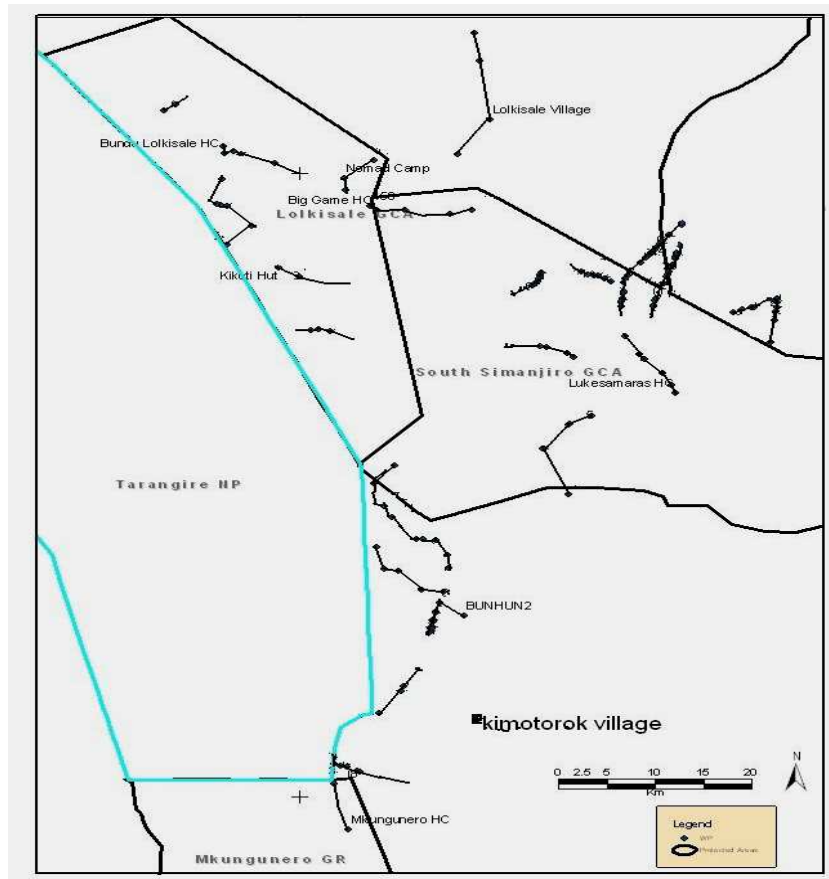 Lolkisale Village
Bundu Lolkisale HC
Nomad Camp
Big Game HC
Lolkisale GCA
Kikoti Hut
South Simanjiro GCA
Lukesamaras HC
Tarangire NP
BUNHUN2
kimotorok village
N
0 2.5 5 10 15 20
Km
Mkungunero HC
Mkungunero GR
Legend
WP
Protected Areas